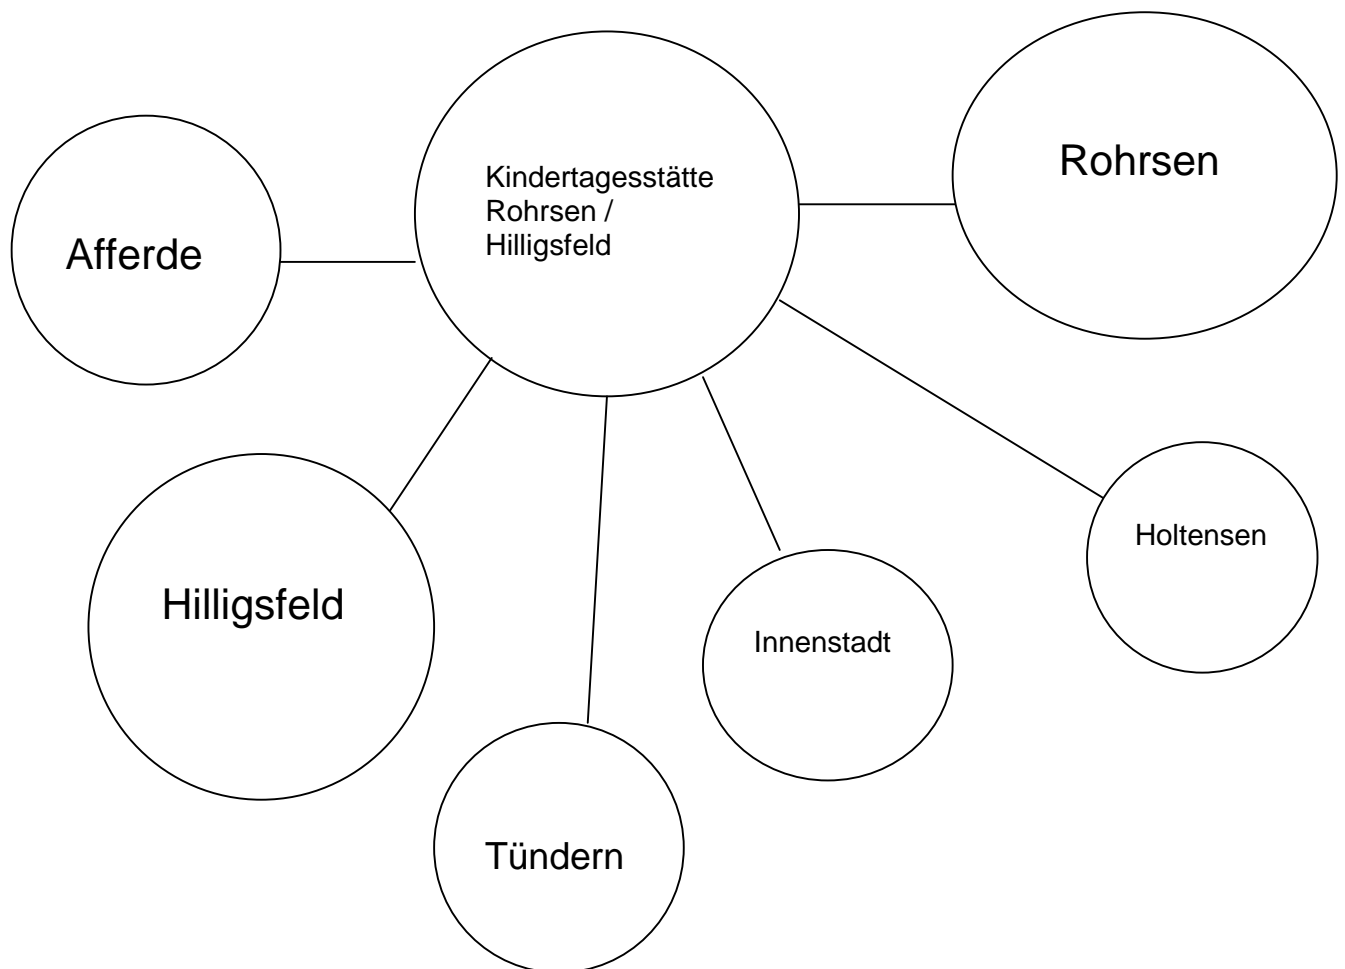 Rohrsen
Kindertagesstätte
Rohrsen /
Hilligsfeld
Afferde
Holtensen
Hilligsfeld
Innenstadt
Tündern